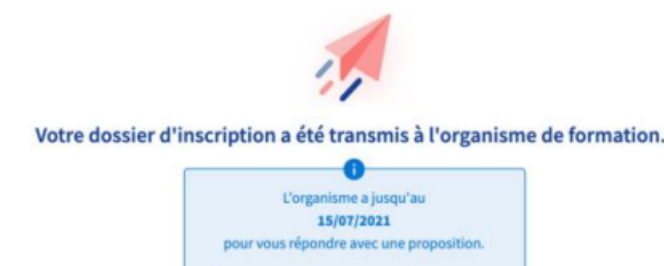 Votre dossier d'inscription a été transmis à l'organisme de formation.
L'organisme a jusqu'au
15/07/2021
pour vous répondre avec une proposition.